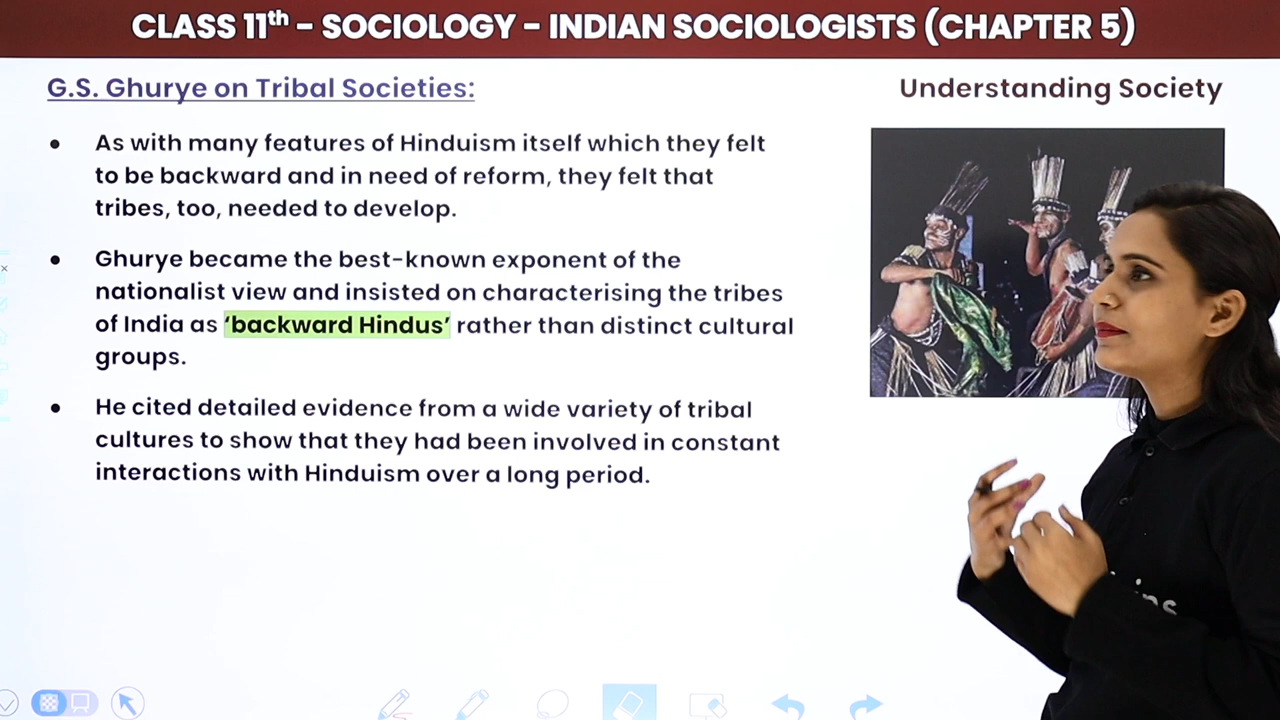 CLASS 11th - SOCIOLOGY - INDIAN SOCIOLOGISTS (CHAPTER 5)
G.S. Ghurye on Tribal Societies:
Understanding Society
• As with many features of Hinduism itself which they felt
to be backward and in need of reform, they felt that
tribes, too, needed to develop.
• Ghurye became the best-known exponent of the
nationalist view and insisted on characterising the tribes
of India as ‘backward Hindus’ rather than distinct cultural
groups.
• He cited detailed evidence from a wide variety of tribal
cultures to show that they had been involved in constant
interactions with Hinduism over a long period.